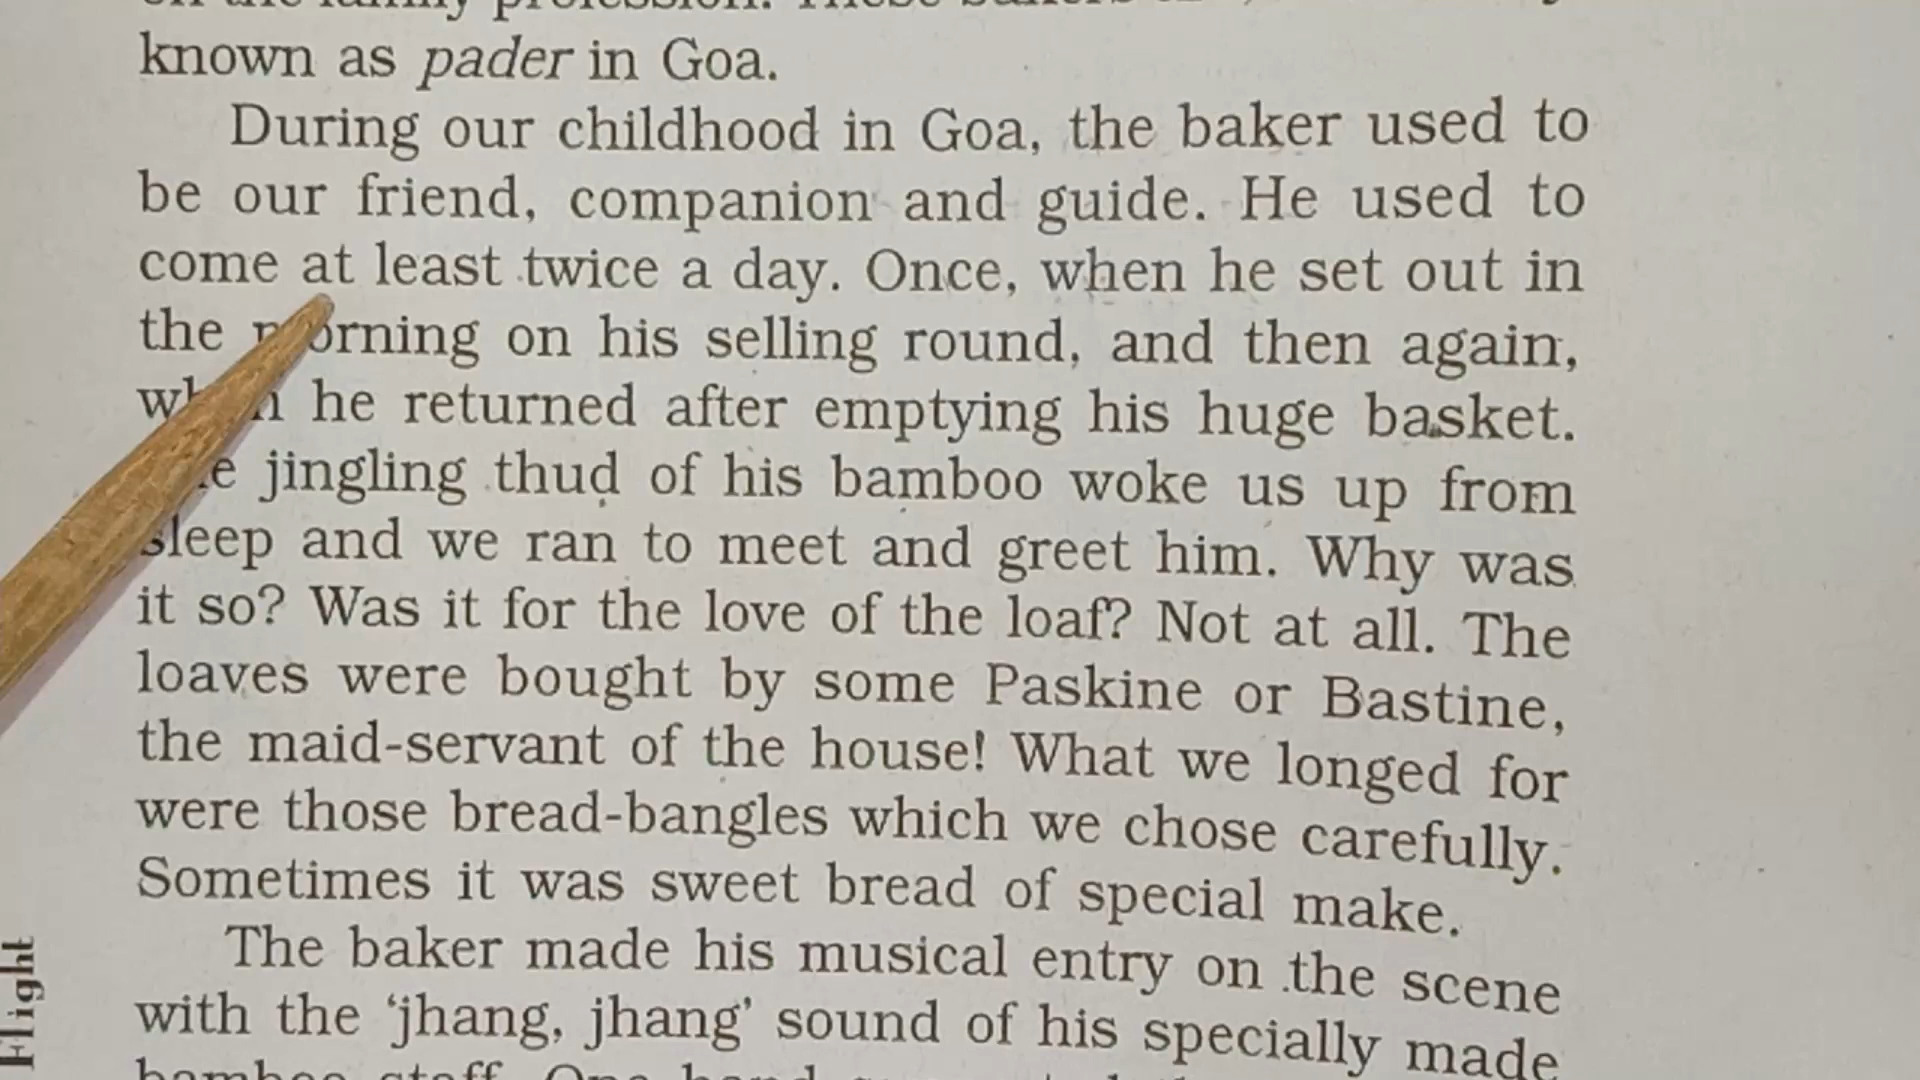 known as pader in Goa.
During our childhood in Goa, the baker used to
be our friend, companion and guide. He used to
come at least twice a day. Once, when he set out in
the morning on his selling round, and then again,
when he returned after emptying his huge basket.
jingling thud of his bamboo woke us up from
sleep and we ran to meet and greet him. Why was
it so? Was it for the love of the loaf? Not at all. The
loaves were bought by some Paskine or Bastine,
the maid-servant of the house! What we longed for
were those bread-bangles which we chose carefully.
Sometimes it was sweet bread of special make.
The baker made his musical entry on the scene
with the ‘jhang, jhang’ sound of his specially made
Flight